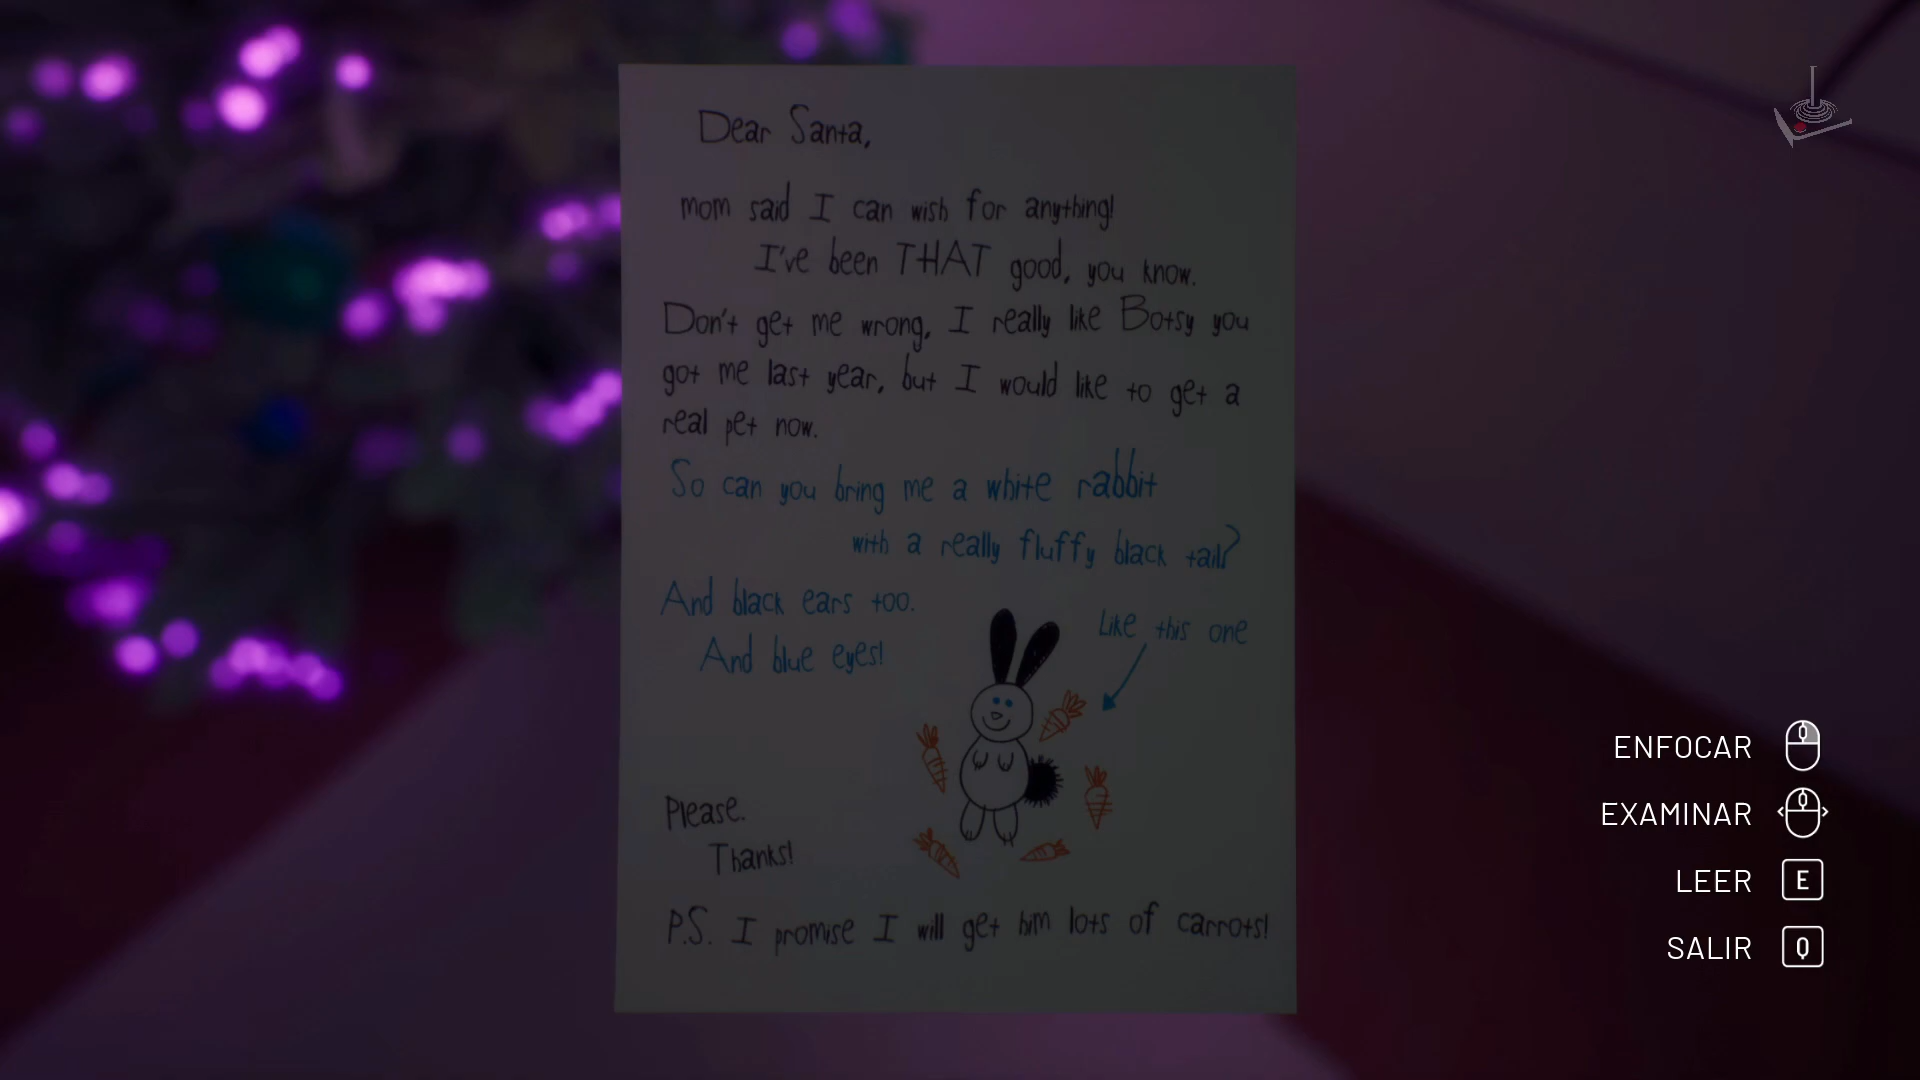 Dear Santa,
mom said I can wish for anything!
I've been THAT good, you know.
Don't get me wrong, I really like Botsy you
got me last year, but I would like to get a
real pet now.
So can you bring me a white rabbit
with a really fluffy black tail?
And black ears too.
And blue eyes!
Like this one
Please.
Thanks!
P.S. I promise I will get him lots of carrots!
ENFOCAR
EXAMINAR
LEER E
SALIR Q